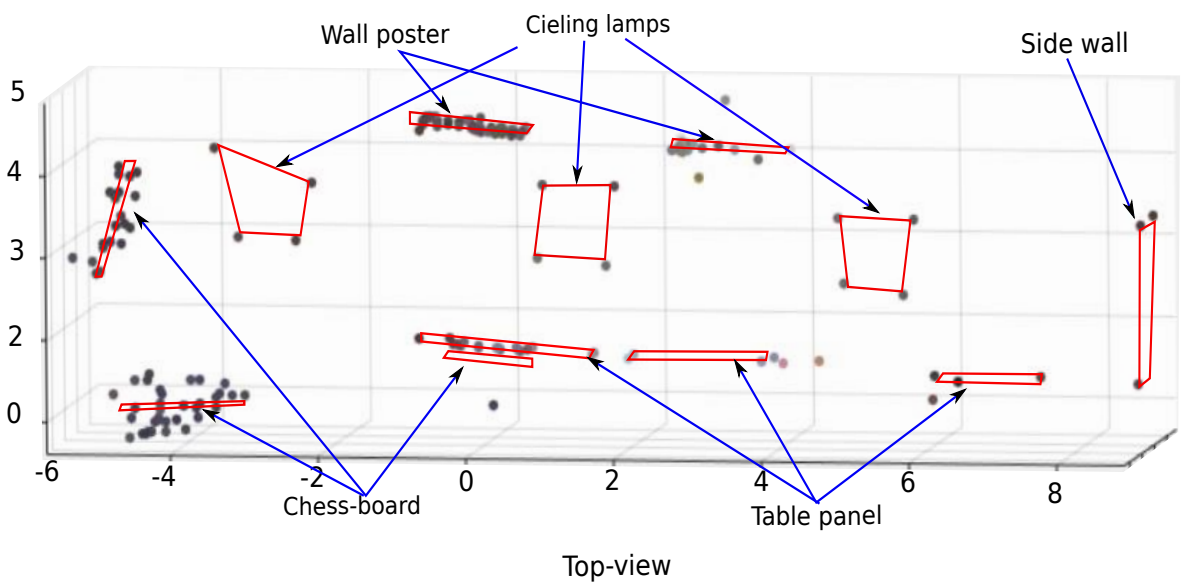 Cieling lamps
Wall poster
Side wall
5
4
3
2
1
0
-6
-4
-2
0
2
4
6
8
Chess-board
Table panel
Top-view